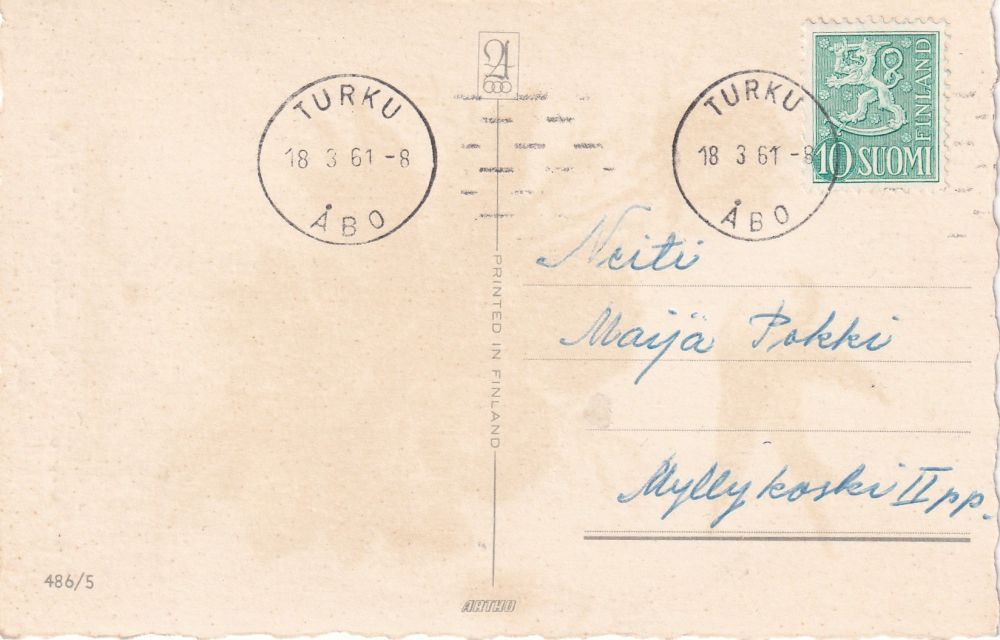 TURKU
18 3 61 -8
ÅBO
TURKU
18 3 61 -8
ÅBO
FINLAND
10 SUOMI
Neiti
Maijä Pokki
Myllykoski II pp.
PRINTED IN FINLAND
486/5
ARTHO